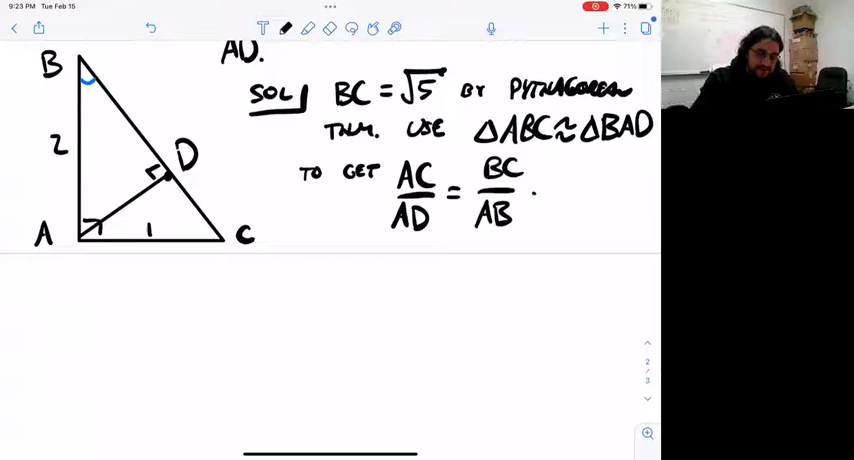 9:23 PM Tue Feb 15
71%
AD.
B
2
D
A
1
C
SOL BC = √5 BY PYTHAGOREAN
THM. USE △ABC ≈ △BAD
TO GET AC/AD = BC/AB.
2
/
3